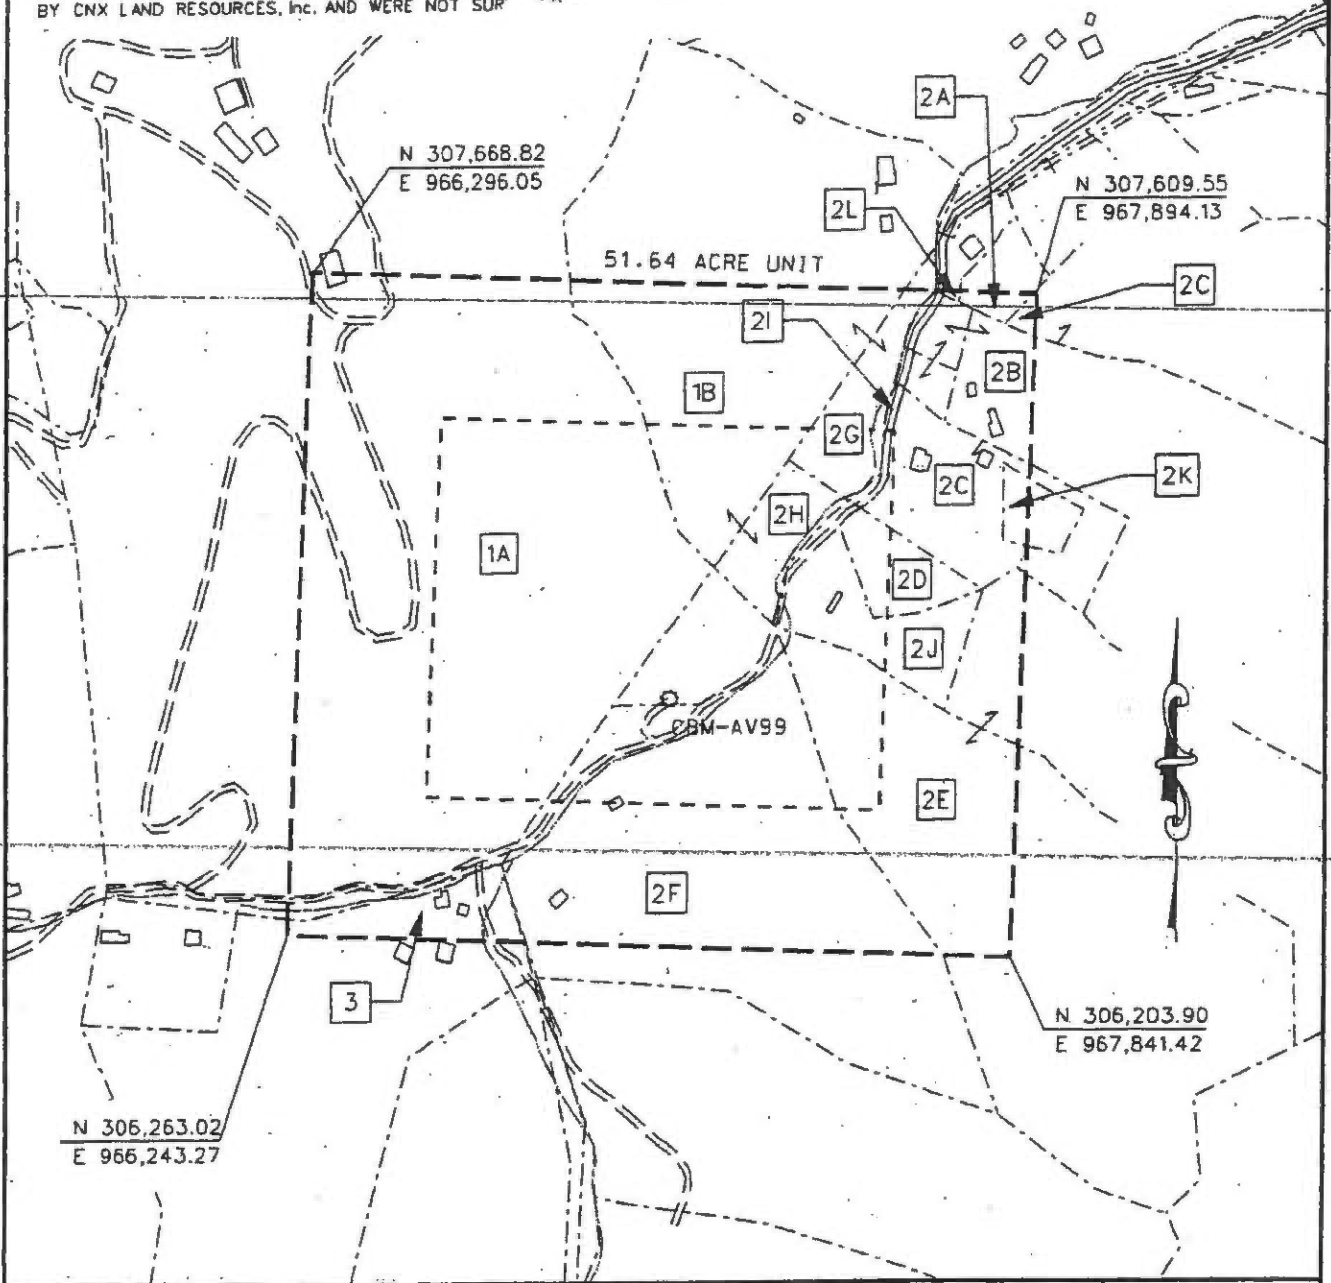 BY CNX LAND RESOURCES, Inc. AND WERE NOT SUR
2A
N 307,668.82
E 966,296.05
N 307,609.55
E 967,894.13
2L
51.64 ACRE UNIT
2C
2I
2B
1B
2G
2K
2C
2H
1A
2D
2J
CBM-AV99
2E
2F
3
N 306,203.90
E 967,841.42
N 306,263.02
E 966,243.27